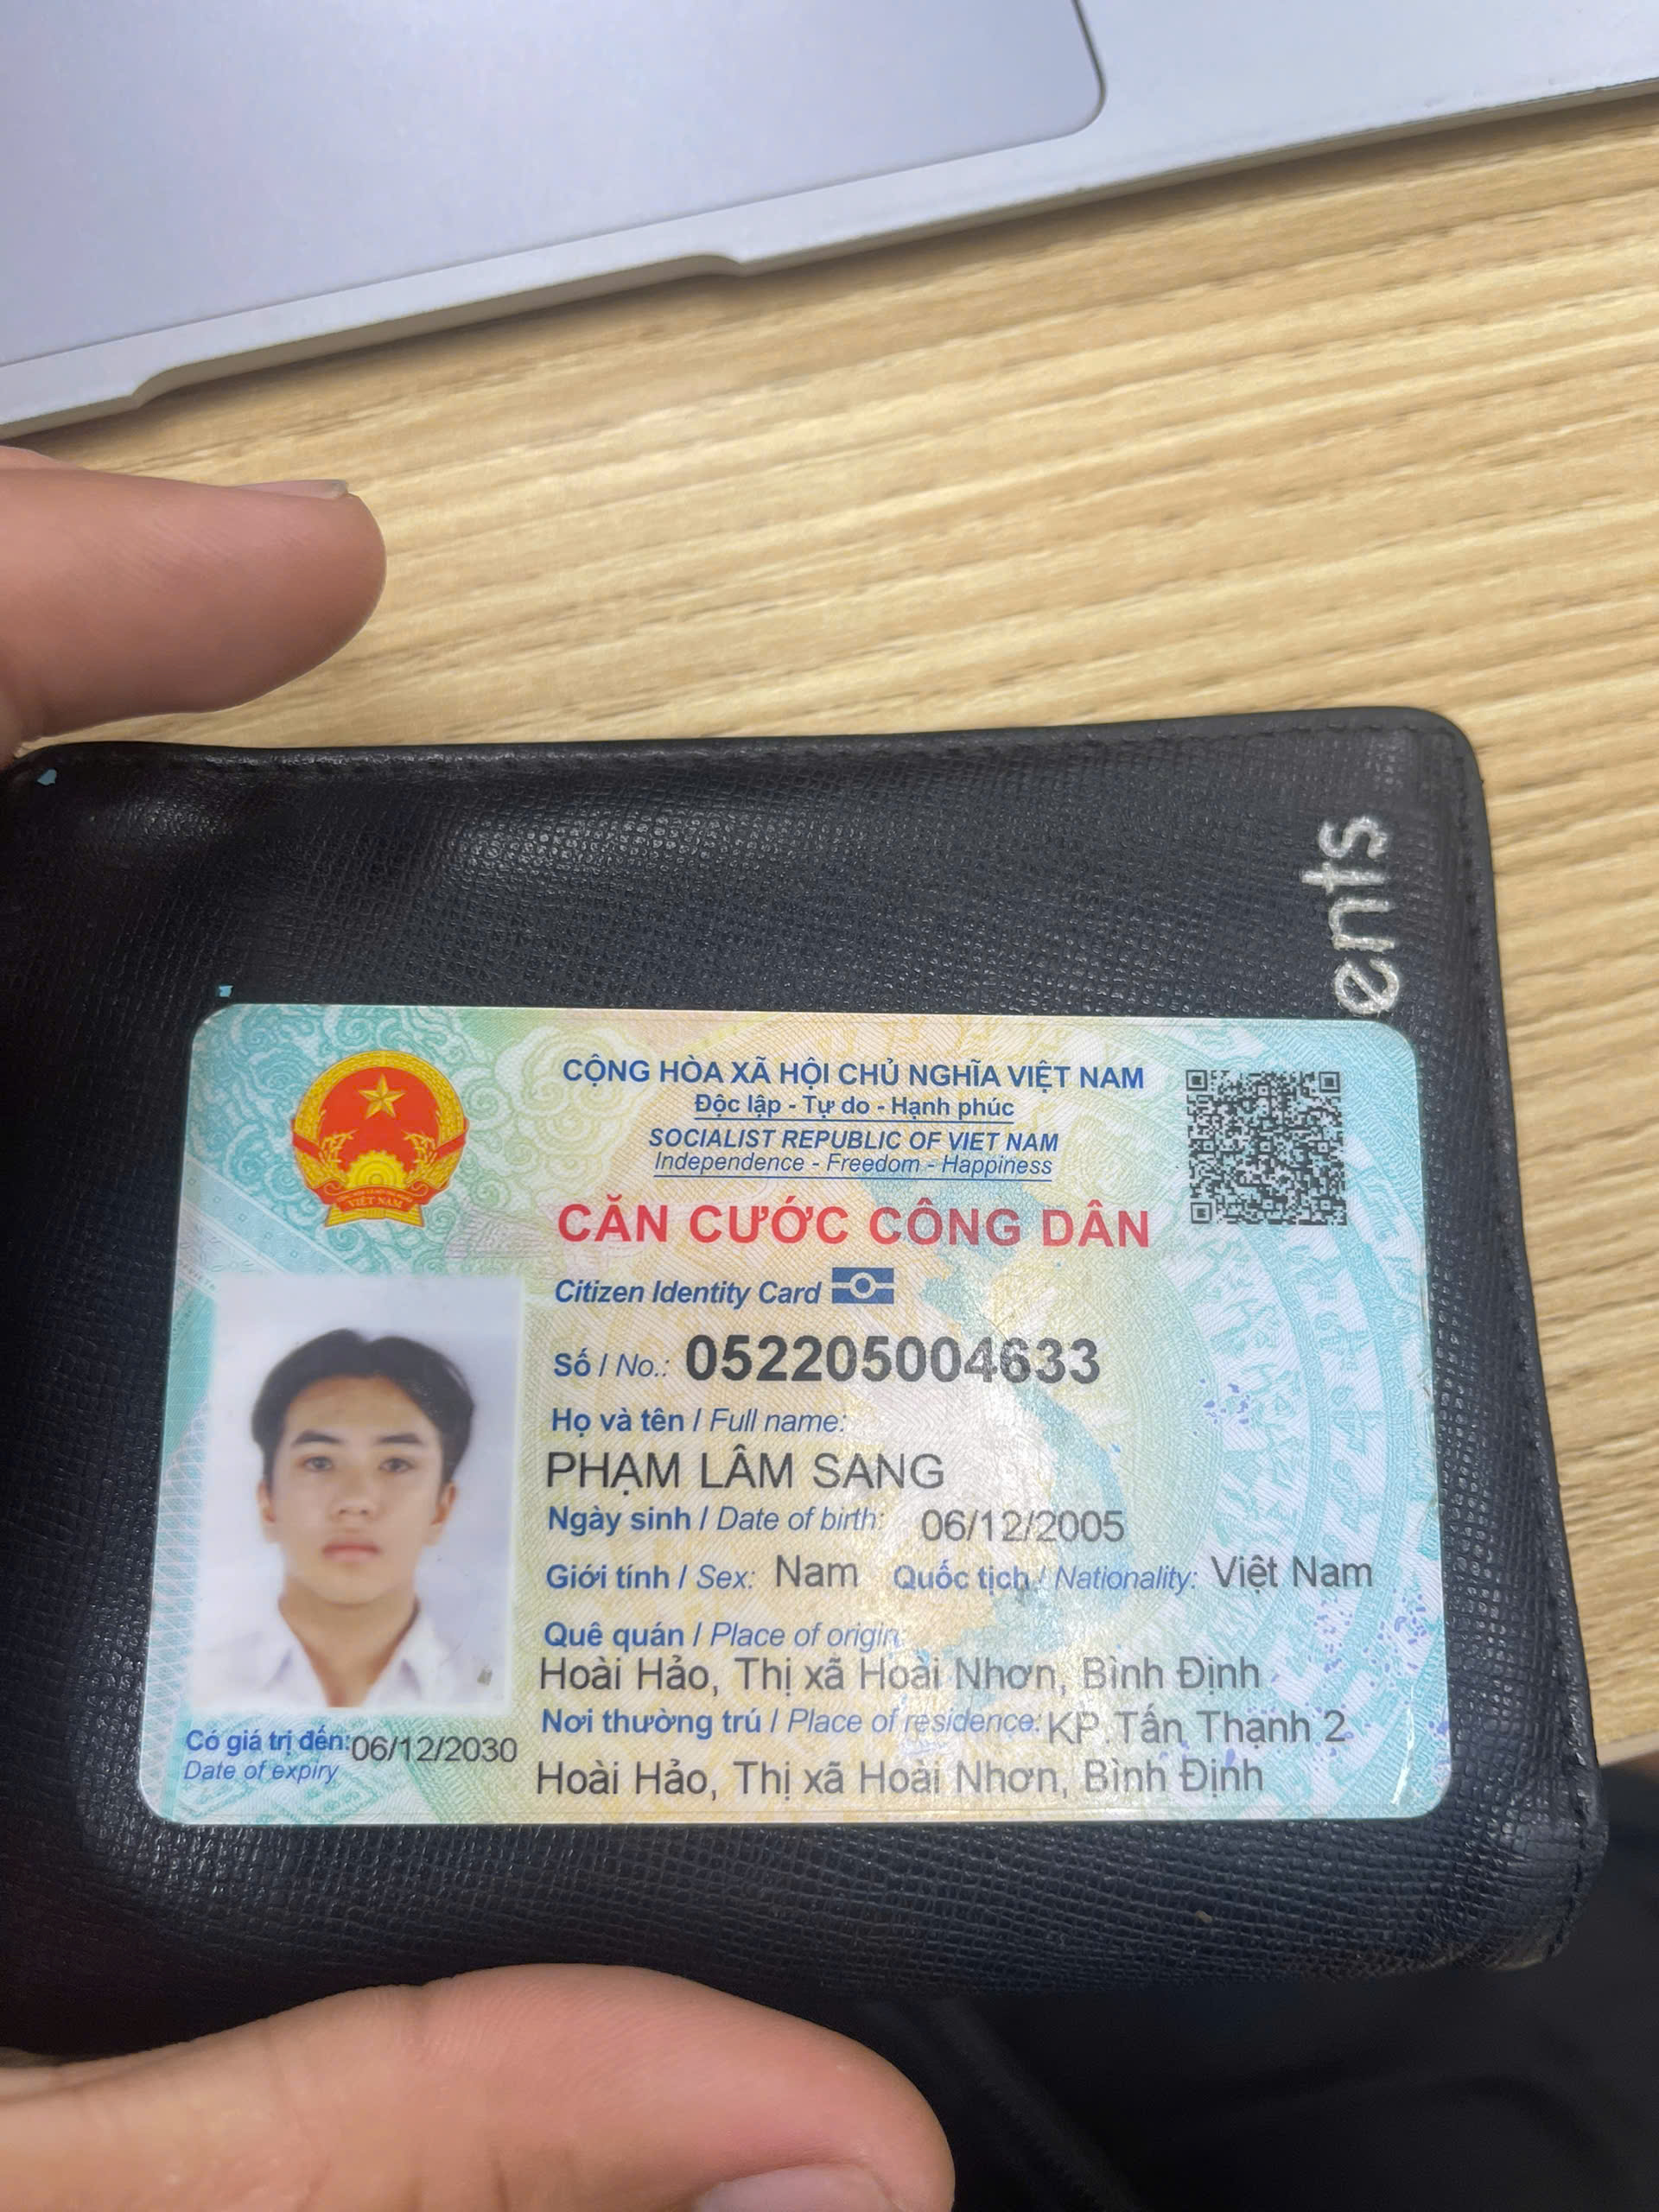 ents
CỘNG HÒA XÃ HỘI CHỦ NGHĨA VIỆT NAM
Độc lập - Tự do - Hạnh phúc
SOCIALIST REPUBLIC OF VIET NAM
Independence - Freedom - Happiness
VIỆT NAM
CĂN CƯỚC CÔNG DÂN
Citizen Identity Card
Số / No.: 052205004633
Họ và tên / Full name:
PHẠM LÂM SANG
Ngày sinh / Date of birth: 06/12/2005
Giới tính / Sex: Nam Quốc tịch / Nationality: Việt Nam
Quê quán / Place of origin:
Hoài Hảo, Thị xã Hoài Nhơn, Bình Định
Nơi thường trú / Place of residence: KP.Tấn Thạnh 2
Hoài Hảo, Thị xã Hoài Nhơn, Bình Định
Có giá trị đến: 06/12/2030
Date of expiry